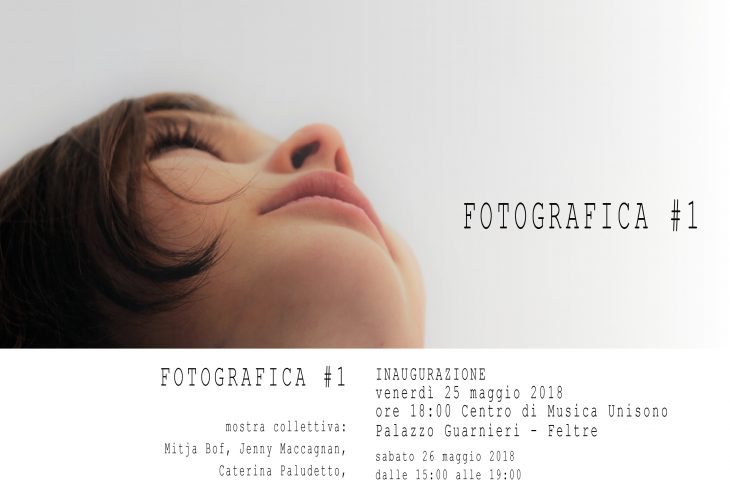 FOTOGRAFICA #1
FOTOGRAFICA #1
mostra collettiva:
Mitja Bof, Jenny Maccagnan,
Caterina Paludetto,
INAUGURAZIONE
venerdì 25 maggio 2018
ore 18:00 Centro di Musica Unisono
Palazzo Guarnieri - Feltre
sabato 26 maggio 2018
dalle 15:00 alle 19:00